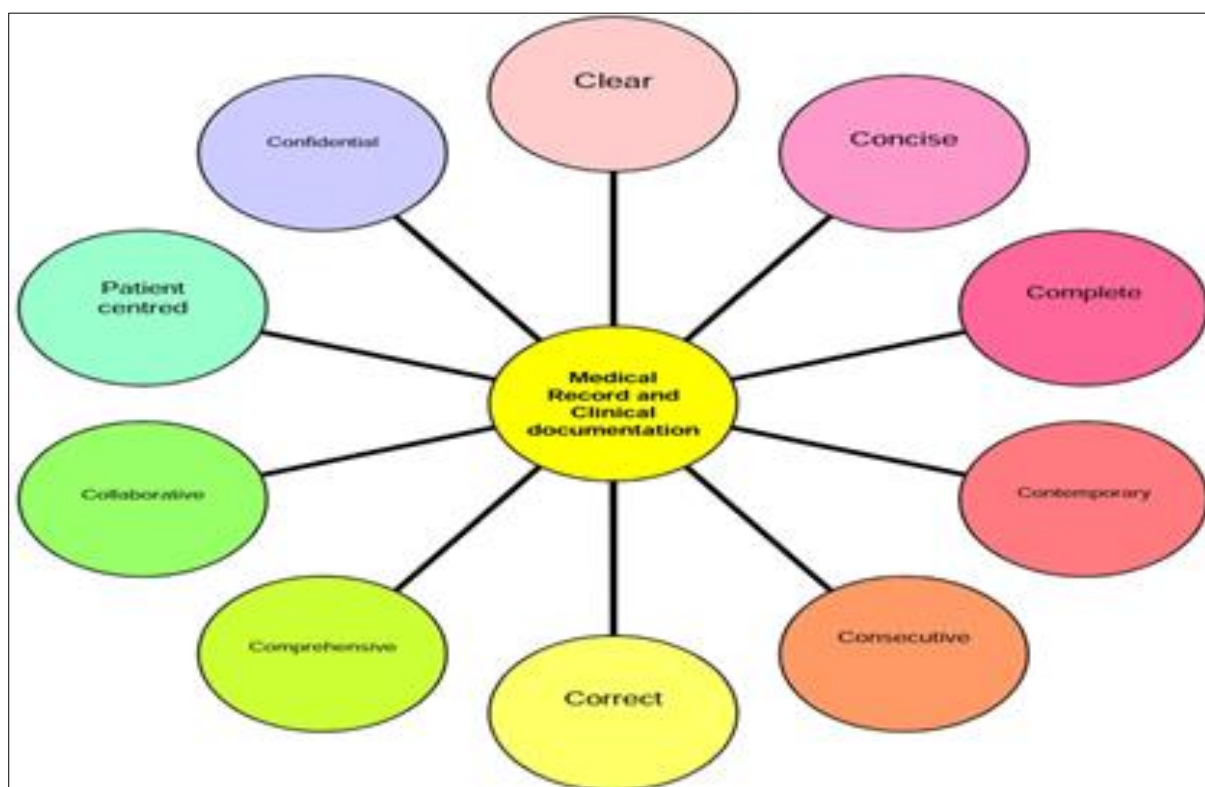 Clear
Concise
Complete
Contemporary
Consecutive
Correct
Comprehensive
Collaborative
Patient
centred
Confidential
Medical
Record and
Clinical
documentation